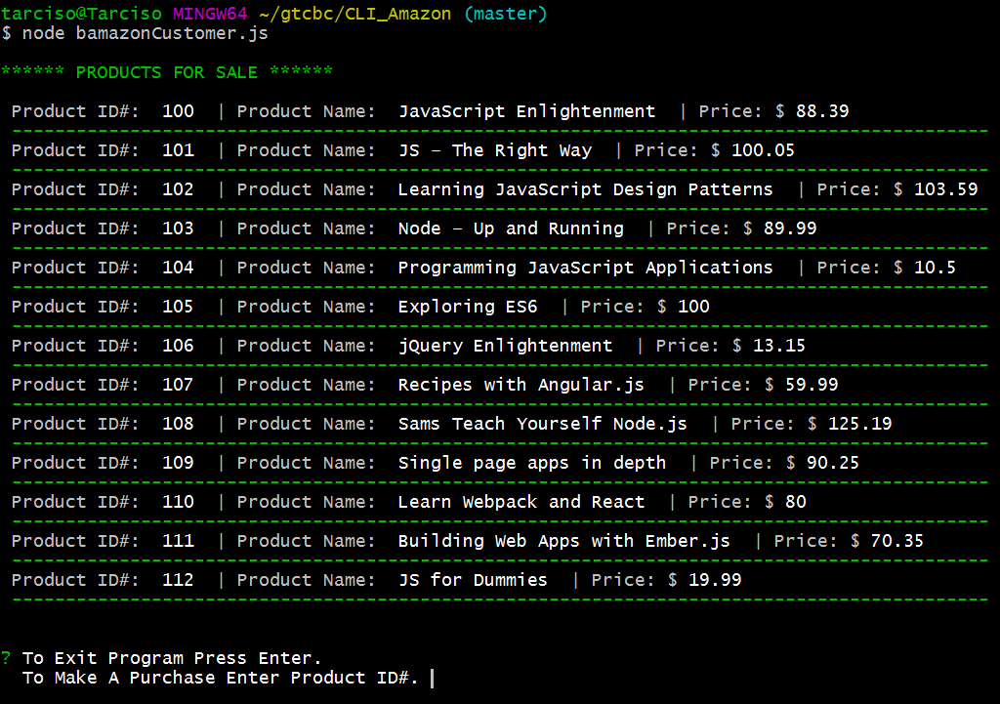 tarciso@Tarciso MINGW64 ~/gtcbc/CLI_Amazon (master)
$ node bamazonCustomer.js
****** PRODUCTS FOR SALE ******
Product ID#:  100  | Product Name:  JavaScript Enlightenment  | Price: $ 88.39
--------------------------------------------------------------------------------------------
Product ID#:  101  | Product Name:  JS – The Right Way  | Price: $ 100.05
--------------------------------------------------------------------------------------------
Product ID#:  102  | Product Name:  Learning JavaScript Design Patterns  | Price: $ 103.59
--------------------------------------------------------------------------------------------
Product ID#:  103  | Product Name:  Node – Up and Running  | Price: $ 89.99
--------------------------------------------------------------------------------------------
Product ID#:  104  | Product Name:  Programming JavaScript Applications  | Price: $ 10.5
--------------------------------------------------------------------------------------------
Product ID#:  105  | Product Name:  Exploring ES6  | Price: $ 100
--------------------------------------------------------------------------------------------
Product ID#:  106  | Product Name:  jQuery Enlightenment  | Price: $ 13.15
--------------------------------------------------------------------------------------------
Product ID#:  107  | Product Name:  Recipes with Angular.js  | Price: $ 59.99
--------------------------------------------------------------------------------------------
Product ID#:  108  | Product Name:  Sams Teach Yourself Node.js  | Price: $ 125.19
--------------------------------------------------------------------------------------------
Product ID#:  109  | Product Name:  Single page apps in depth  | Price: $ 90.25
--------------------------------------------------------------------------------------------
Product ID#:  110  | Product Name:  Learn Webpack and React  | Price: $ 80
--------------------------------------------------------------------------------------------
Product ID#:  111  | Product Name:  Building Web Apps with Ember.js  | Price: $ 70.35
--------------------------------------------------------------------------------------------
Product ID#:  112  | Product Name:  JS for Dummies  | Price: $ 19.99
--------------------------------------------------------------------------------------------
? To Exit Program Press Enter.
To Make A Purchase Enter Product ID#.